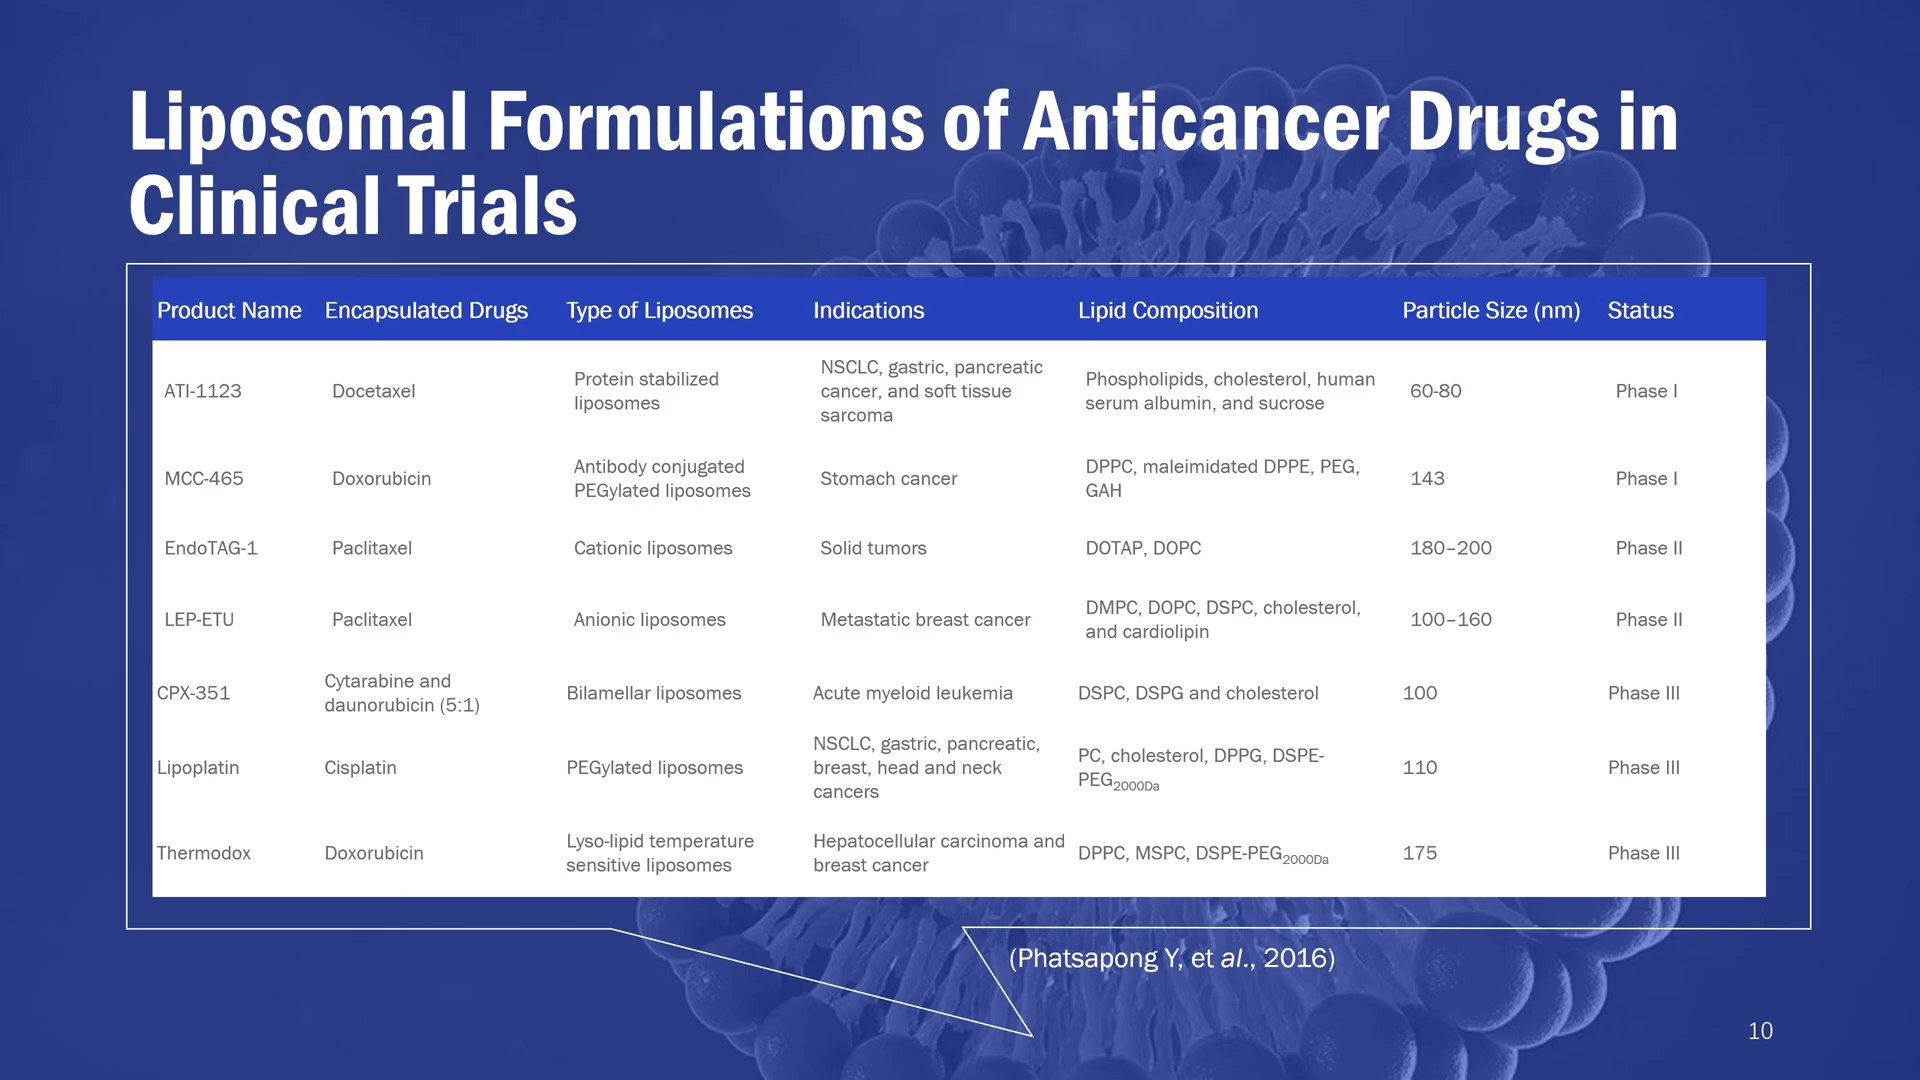 Liposomal Formulations of Anticancer Drugs in
Clinical Trials
Product Name Encapsulated Drugs Type of Liposomes Indications Lipid Composition Particle Size (nm) Status
ATI-1123 Docetaxel Protein stabilized liposomes NSCLC, gastric, pancreatic cancer, and soft tissue sarcoma Phospholipids, cholesterol, human serum albumin, and sucrose 60-80 Phase I
MCC-465 Doxorubicin Antibody conjugated PEGylated liposomes Stomach cancer DPPC, maleimidated DPPE, PEG, GAH 143 Phase I
EndoTAG-1 Paclitaxel Cationic liposomes Solid tumors DOTAP, DOPC 180–200 Phase II
LEP-ETU Paclitaxel Anionic liposomes Metastatic breast cancer DMPC, DOPC, DSPC, cholesterol, and cardiolipin 100–160 Phase II
CPX-351 Cytarabine and daunorubicin (5:1) Bilamellar liposomes Acute myeloid leukemia DSPC, DSPG and cholesterol 100 Phase III
Lipoplatin Cisplatin PEGylated liposomes NSCLC, gastric, pancreatic, breast, head and neck cancers PC, cholesterol, DPPG, DSPE-PEG2000Da 110 Phase III
Thermodox Doxorubicin Lyso-lipid temperature sensitive liposomes Hepatocellular carcinoma and breast cancer DPPC, MSPC, DSPE-PEG2000Da 175 Phase III
(Phatsapong Y, et al., 2016)
10